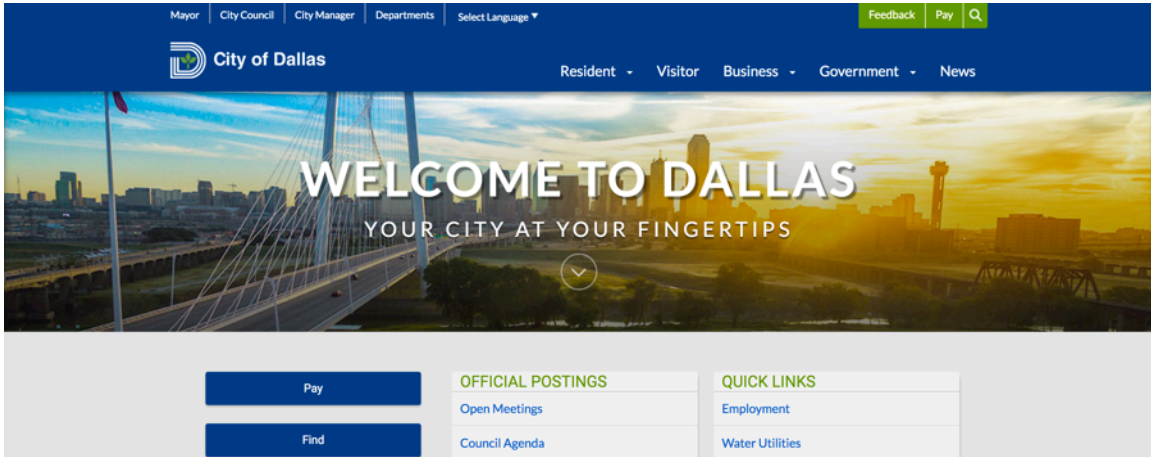 Mayor City Council City Manager Departments Select Language ▼ Feedback Pay
City of Dallas
Resident Visitor Business Government News
WELCOME TO DALLAS
YOUR CITY AT YOUR FINGERTIPS
Pay
OFFICIAL POSTINGS
QUICK LINKS
Open Meetings
Employment
Find
Council Agenda
Water Utilities